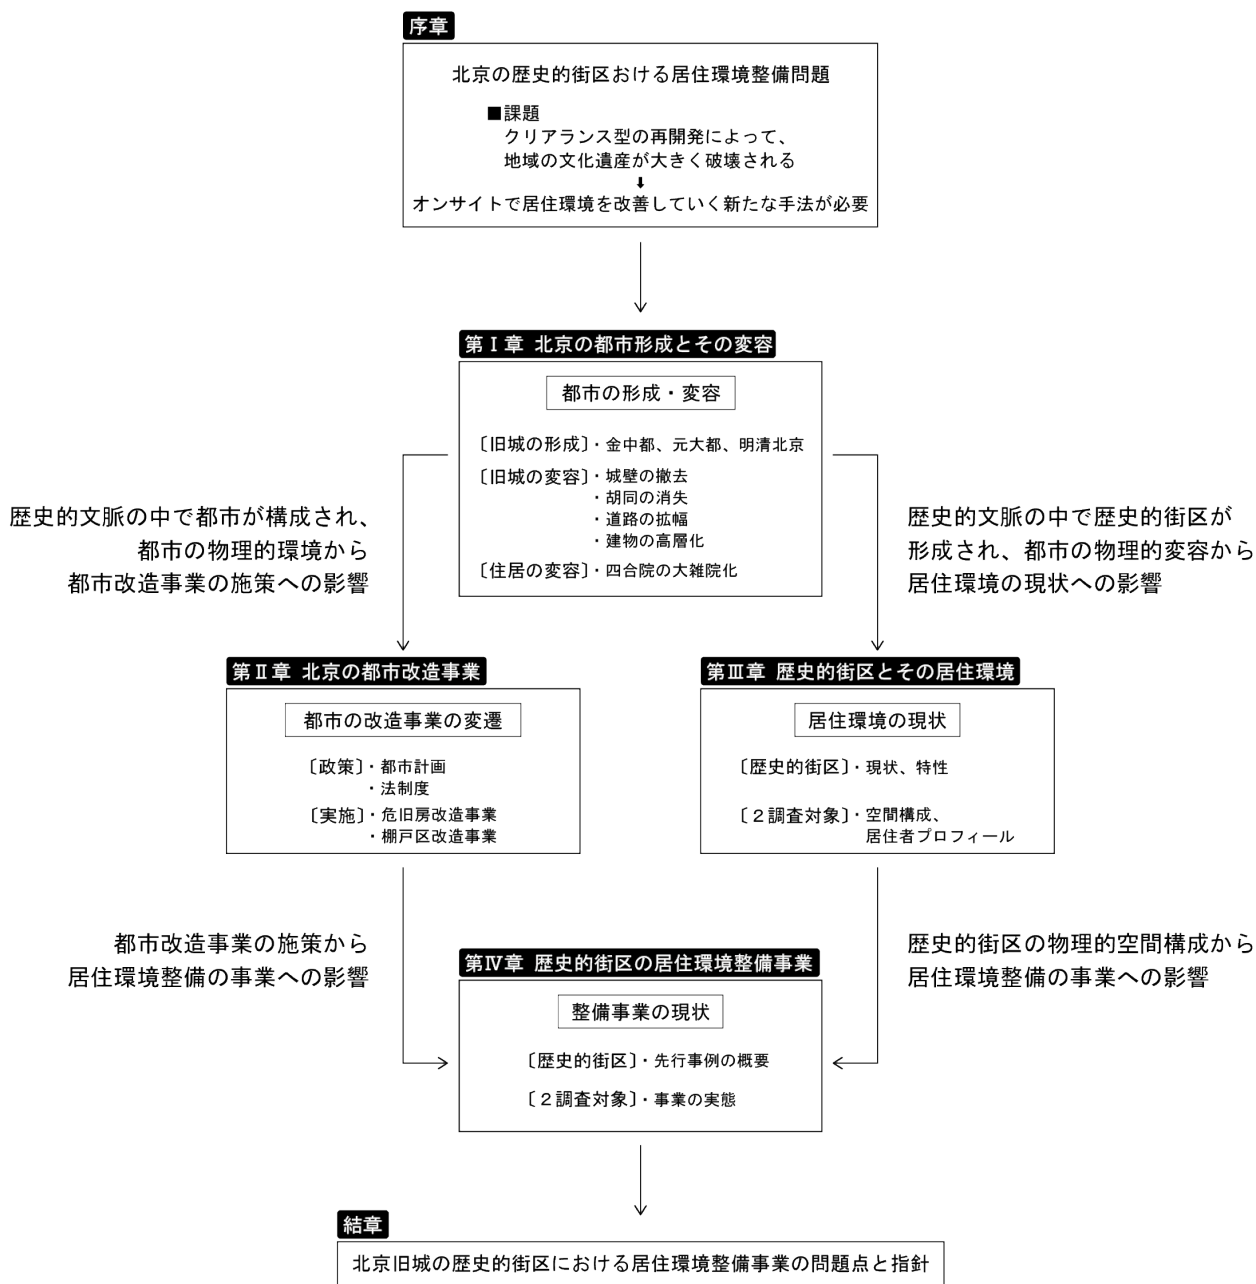 序章
北京の歴史的街区おける居住環境整備問題
■課題
クリアランス型の再開発によって、
地域の文化遺産が大きく破壊される
⬇
オンサイトで居住環境を改善していく新たな手法が必要
第Ⅰ章 北京の都市形成とその変容
都市の形成・変容
〔旧城の形成〕・金中都、元大都、明清北京
〔旧城の変容〕・城壁の撤去
・胡同の消失
・道路の拡幅
・建物の高層化
〔住居の変容〕・四合院の大雑院化
歴史的文脈の中で都市が構成され、
都市の物理的環境から
都市改造事業の施策への影響
歴史的文脈の中で歴史的街区が
形成され、都市の物理的変容から
居住環境の現状への影響
第Ⅱ章 北京の都市改造事業
都市の改造事業の変遷
〔政策〕・都市計画
・法制度
〔実施〕・危旧房改造事業
・棚戸区改造事業
第Ⅲ章 歴史的街区とその居住環境
居住環境の現状
〔歴史的街区〕・現状、特性
〔２調査対象〕・空間構成、
居住者プロフィール
都市改造事業の施策から
居住環境整備の事業への影響
歴史的街区の物理的空間構成から
居住環境整備の事業への影響
第Ⅳ章 歴史的街区の居住環境整備事業
整備事業の現状
〔歴史的街区〕・先行事例の概要
〔２調査対象〕・事業の実態
結章
北京旧城の歴史的街区における居住環境整備事業の問題点と指針